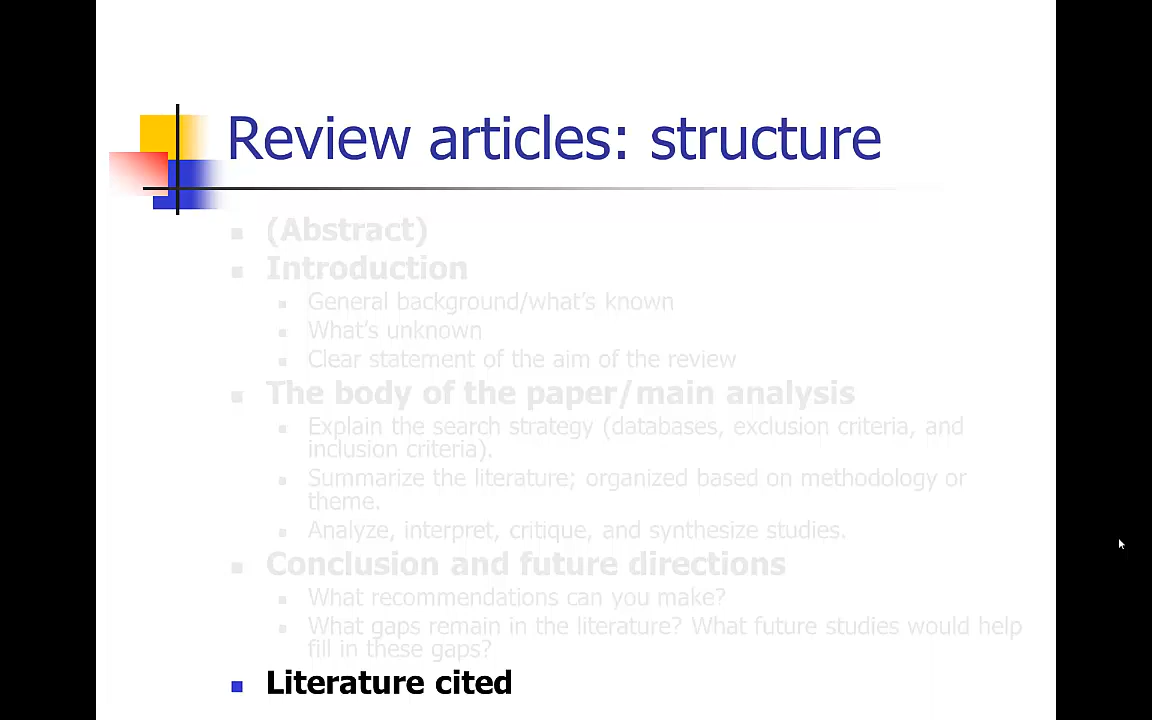 Review articles: structure
(Abstract)
Introduction
General background/what's known
What's unknown
Clear statement of the aim of the review
The body of the paper/main analysis
Explain the search strategy (databases, exclusion criteria, and
inclusion criteria).
Summarize the literature; organized based on methodology or
theme.
Analyze, interpret, critique, and synthesize studies.
Conclusion and future directions
What recommendations can you make?
What gaps remain in the literature? What future studies would help
fill in these gaps?
Literature cited